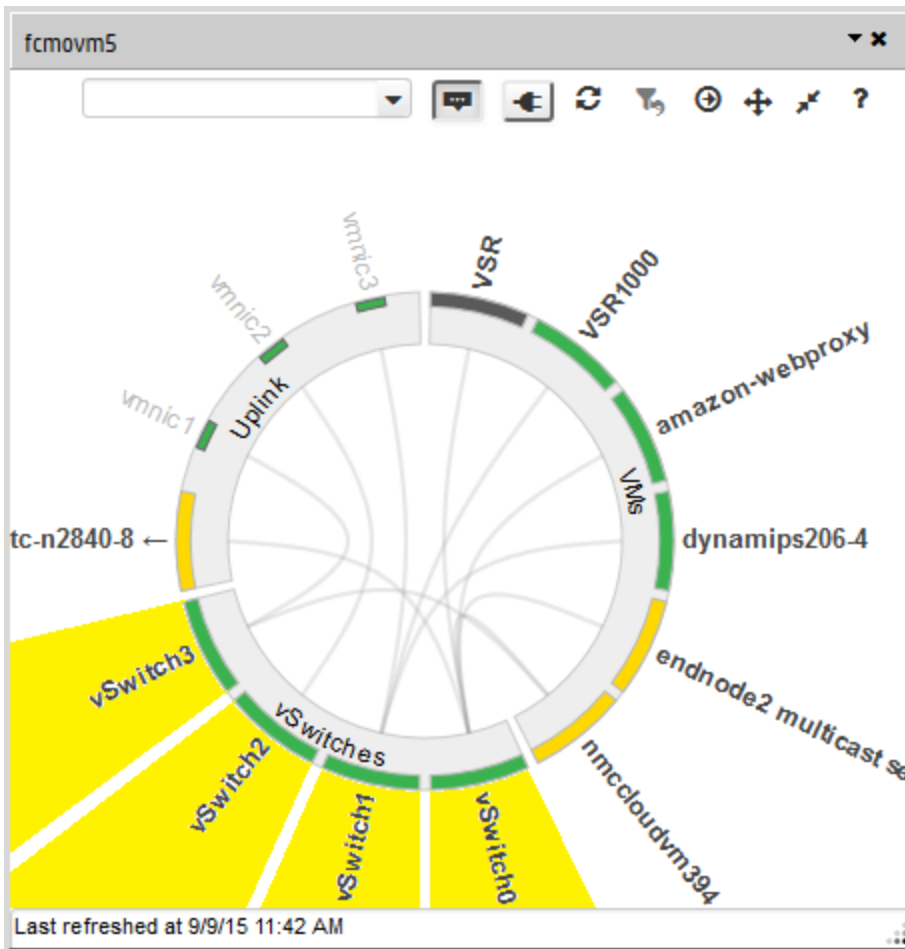 fcmovm5
?
vmnic3
VSR
vmnic2
VSR1000
Uplink
amazon-webproxy
vmnic1
VMs
tc-n2840-8 ←
dynamips206-4
endnode2 multicast se
vSwitch3
vSwitches
vSwitch2
nmccloudvm394
vSwitch1
vSwitch0
Last refreshed at 9/9/15 11:42 AM